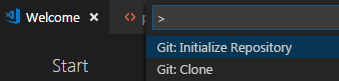 Welcome
>
Git: Initialize Repository
Git: Clone
Start